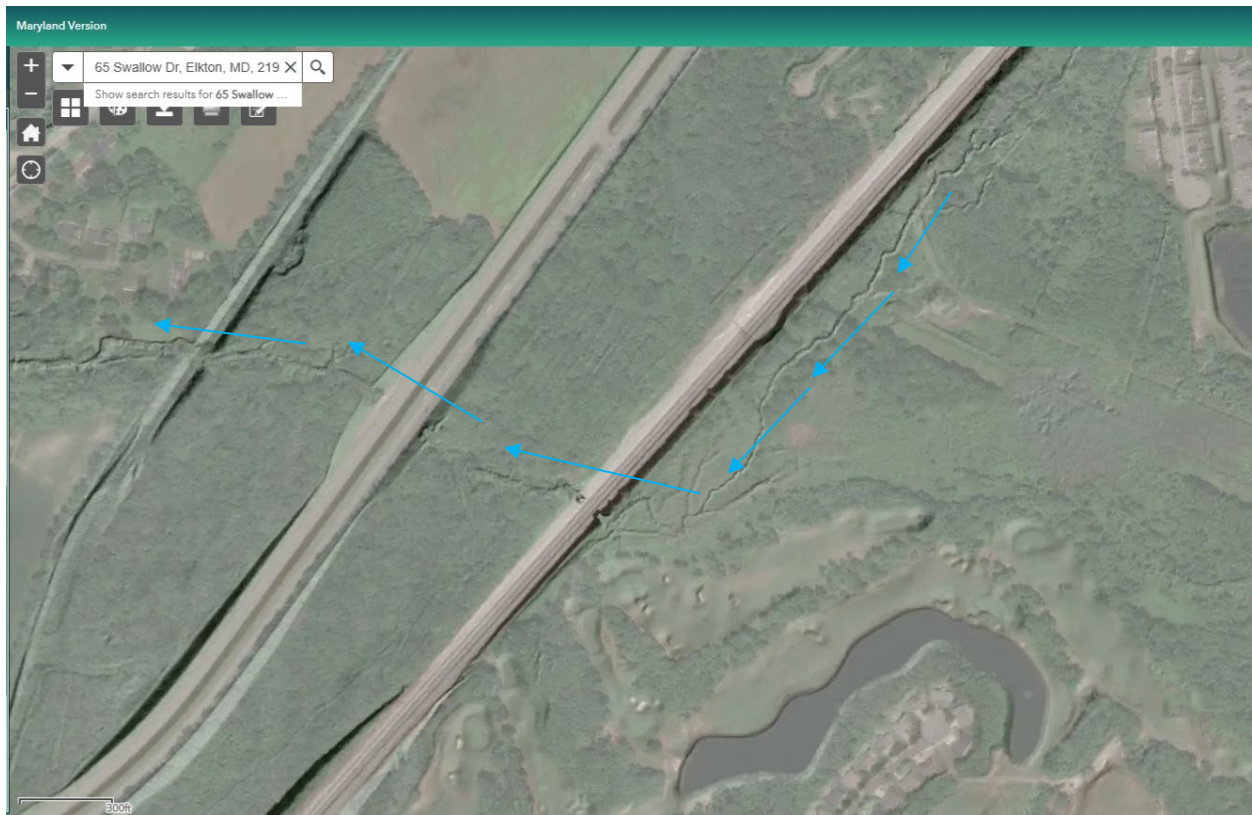 Maryland Version
65 Swallow Dr, Elkton, MD, 219
Show search results for 65 Swallow ...
300ft